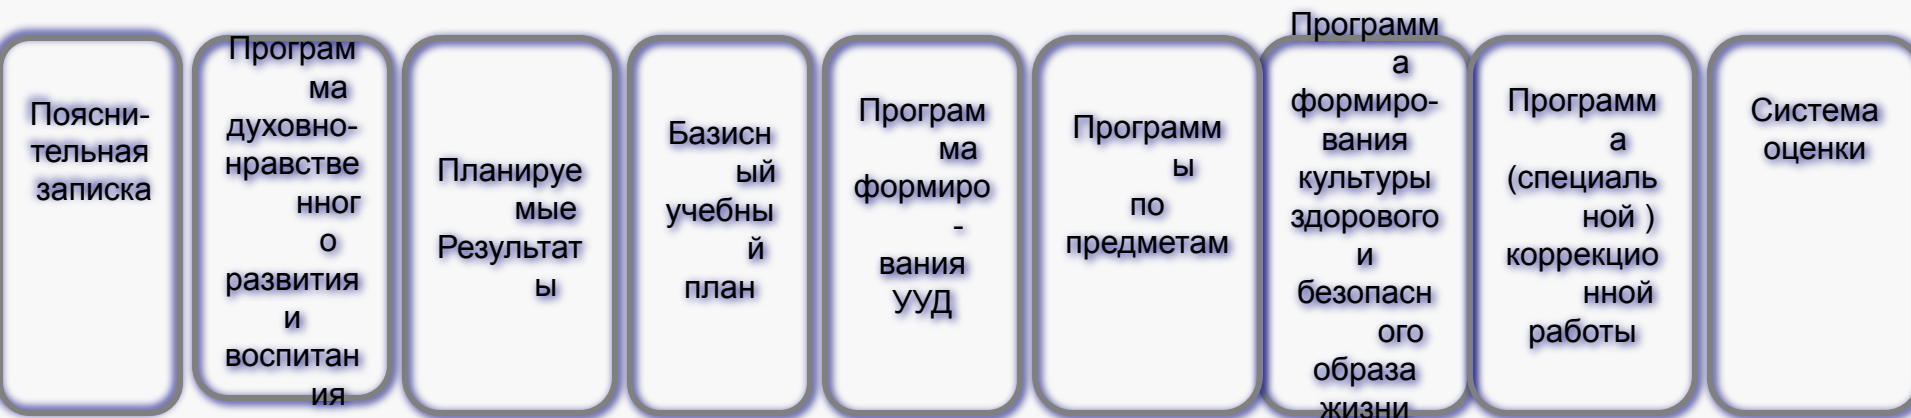 Поясни-
тельная
записка
Програм
ма
духовно-
нравстве
нног
о
развития
и
воспитан
ия
Планируе
мые
Результат
ы
Базисн
ый
учебны
й
план
Програм
ма
формиро
-
вания
УУД
Программ
ы
по
предметам
Программ
а
формиро-
вания
культуры
здорового
и
безопасн
ого
образа
жизни
Программ
а
(специаль
ной )
коррекцио
нной
работы
Система
оценки